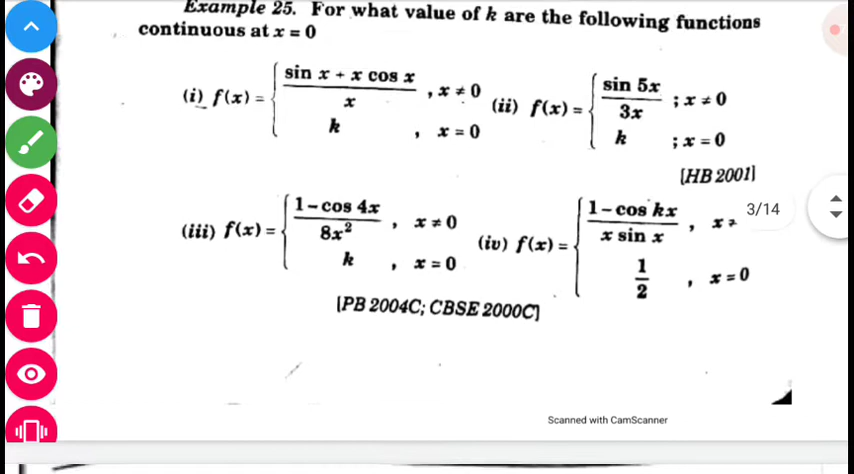 Example 25. For what value of k are the following functions
continuous at x = 0
(i) f(x) = { sin x + x cos x / x , x ≠ 0
k , x = 0
(ii) f(x) = { sin 5x / 3x ; x ≠ 0
k ; x = 0
[HB 2001]
(iii) f(x) = { 1 – cos 4x / 8x² , x ≠ 0
k , x = 0
(iv) f(x) = { 1 – cos kx / x sin x , x ≠
1/2 , x = 0
3/14
[PB 2004C; CBSE 2000C]
Scanned with CamScanner